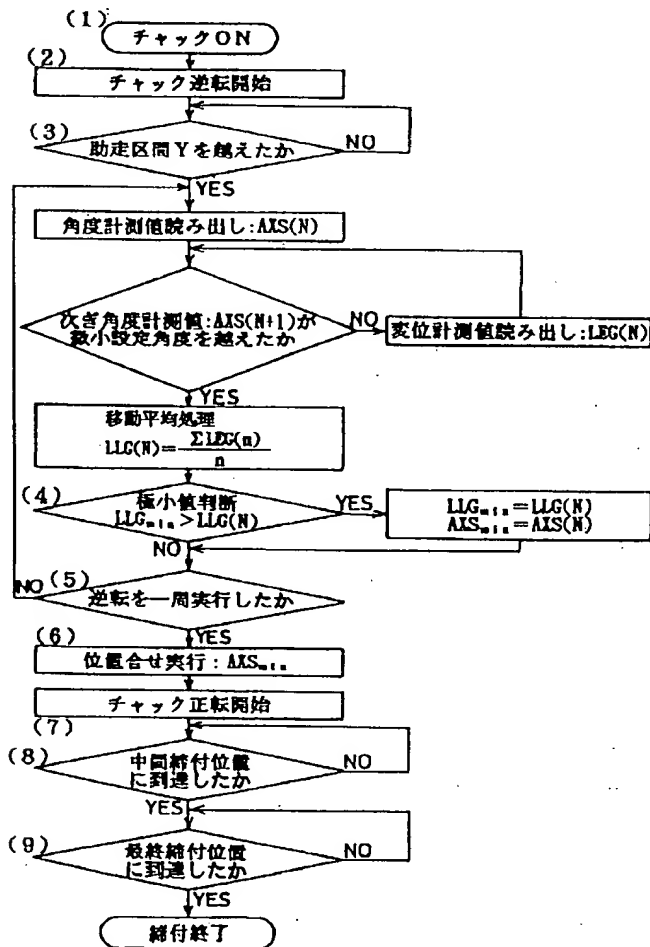 (1)
チャックON
(2)
チャック逆転開始
(3)
助走区間Yを越えたか
NO
YES
角度計測値読み出し:AXS(N)
次ぎ角度計測値:AXS(N+1)が
微小設定角度を越えたか
NO
変位計測値読み出し:LEG(N)
YES
移動平均処理
LLG(N)=ΣLEG(n)/n
(4)
極小値判断
LLGmin>LLG(N)
YES
LLGmin=LLG(N)
AXSmin=AXS(N)
NO
NO
(5)
逆転を一周実行したか
YES
(6)
位置合せ実行:AXSmin
チャック正転開始
(7)
(8)
中間締付位置
に到達したか
NO
YES
(9)
最終締付位置
に到達したか
NO
YES
締付終了